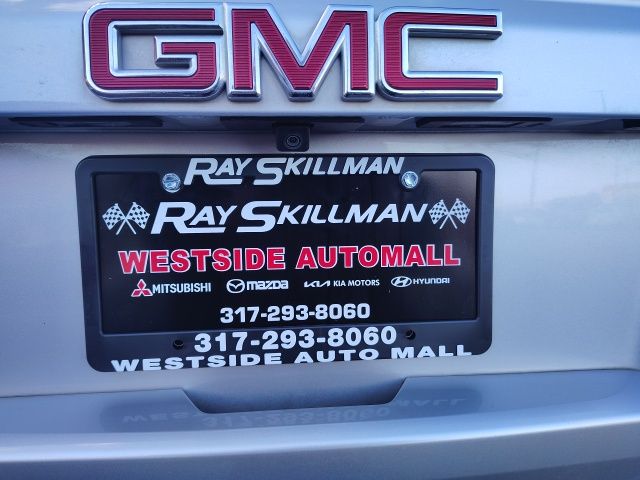 GMC
RAY SKILLMAN
RAY SKILLMAN
WESTSIDE AUTOMALL
MITSUBISHI mazda KIA KIA MOTORS HYUNDAI
317-293-8060
317-293-8060
WESTSIDE AUTO MALL